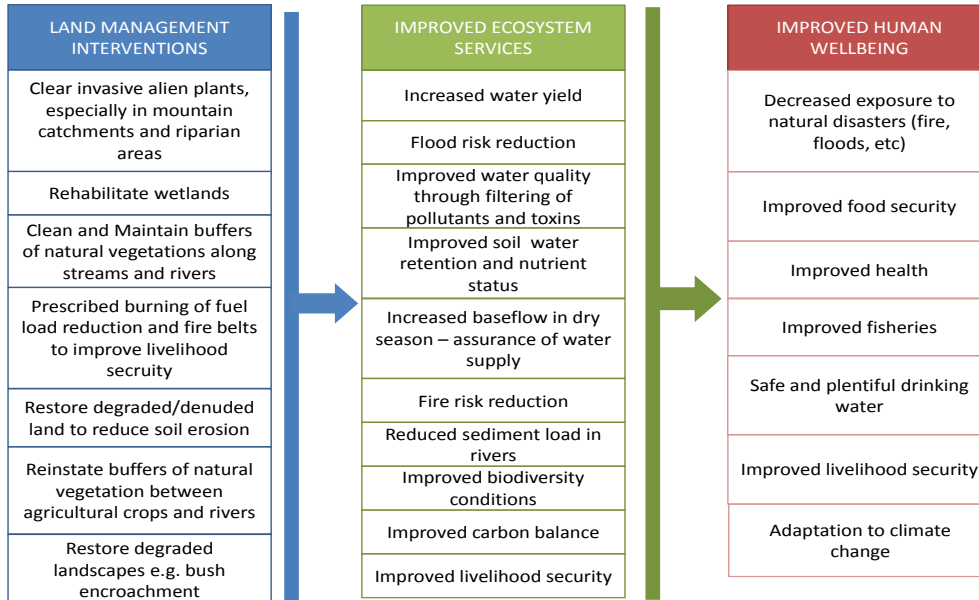 LAND MANAGEMENT
INTERVENTIONS
Clear invasive alien plants,
especially in mountain
catchments and riparian
areas
Rehabilitate wetlands
Clean and Maintain buffers
of natural vegetations along
streams and rivers
Prescribed burning of fuel
load reduction and fire belts
to improve livelihood
secruity
Restore degraded/denuded
land to reduce soil erosion
Reinstate buffers of natural
vegetation between
agricultural crops and rivers
Restore degraded
landscapes e.g. bush
encroachment
IMPROVED ECOSYSTEM
SERVICES
Increased water yield
Flood risk reduction
Improved water quality
through filtering of
pollutants and toxins
Improved soil water
retention and nutrient
status
Increased baseflow in dry
season – assurance of water
supply
Fire risk reduction
Reduced sediment load in
rivers
Improved biodiversity
conditions
Improved carbon balance
Improved livelihood security
IMPROVED HUMAN
WELLBEING
Decreased exposure to
natural disasters (fire,
floods, etc)
Improved food security
Improved health
Improved fisheries
Safe and plentiful drinking
water
Improved livelihood security
Adaptation to climate
change